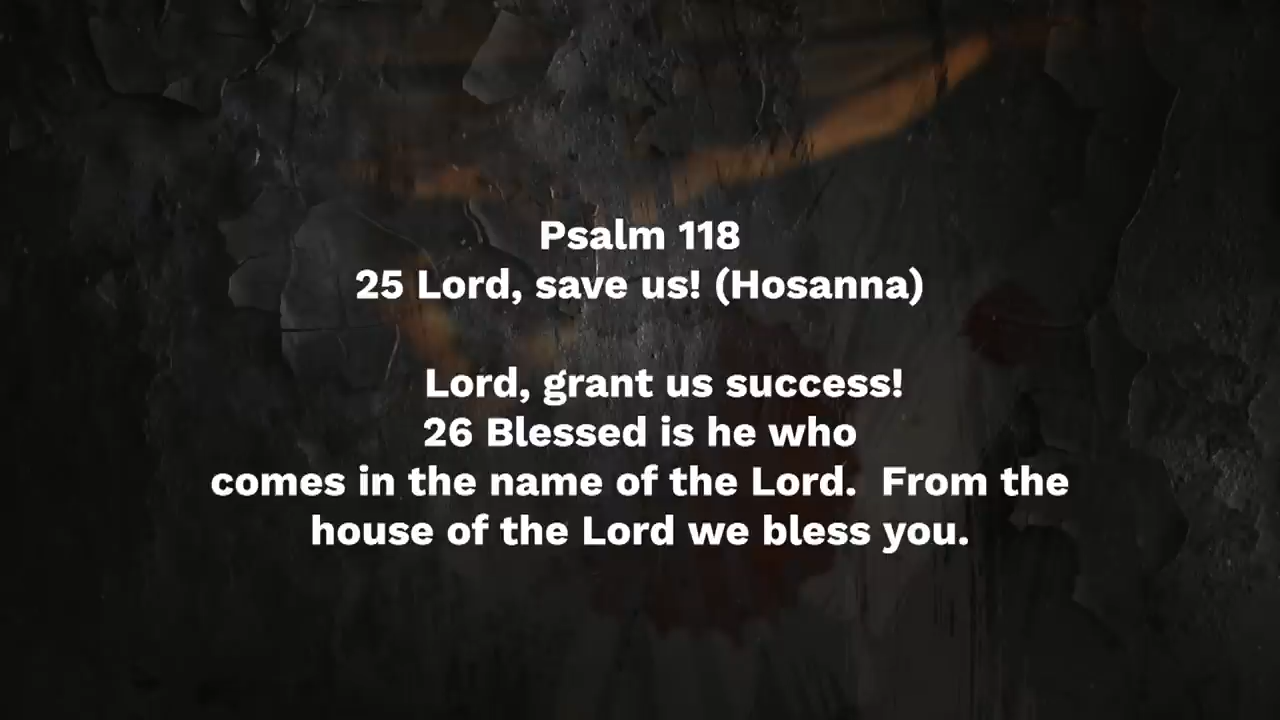 Psalm 118
25 Lord, save us! (Hosanna)
Lord, grant us success!
26 Blessed is he who
comes in the name of the Lord.  From the
house of the Lord we bless you.